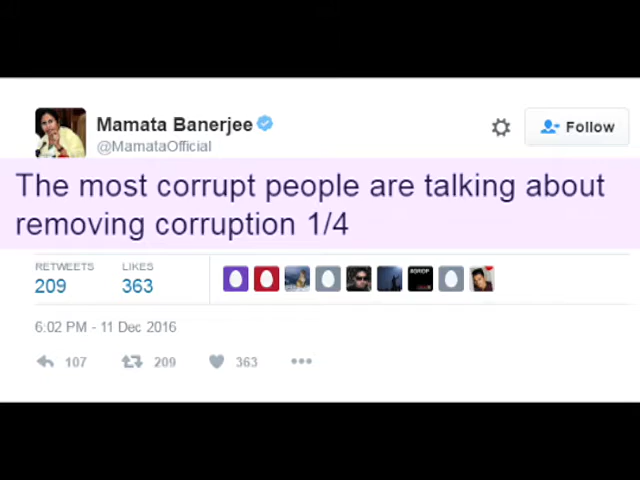 Mamata Banerjee
@MamataOfficial
Follow
The most corrupt people are talking about
removing corruption 1/4
RETWEETS LIKES
209 363
6:02 PM - 11 Dec 2016
107 209 363